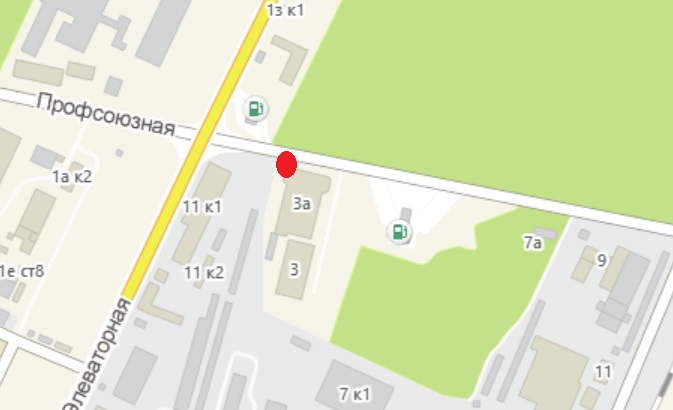 1з к1
Профсоюзная
1а к2
11 к1
3а
1е ст8
11 к2
3
7а
9
Элеваторная
7 к1
11